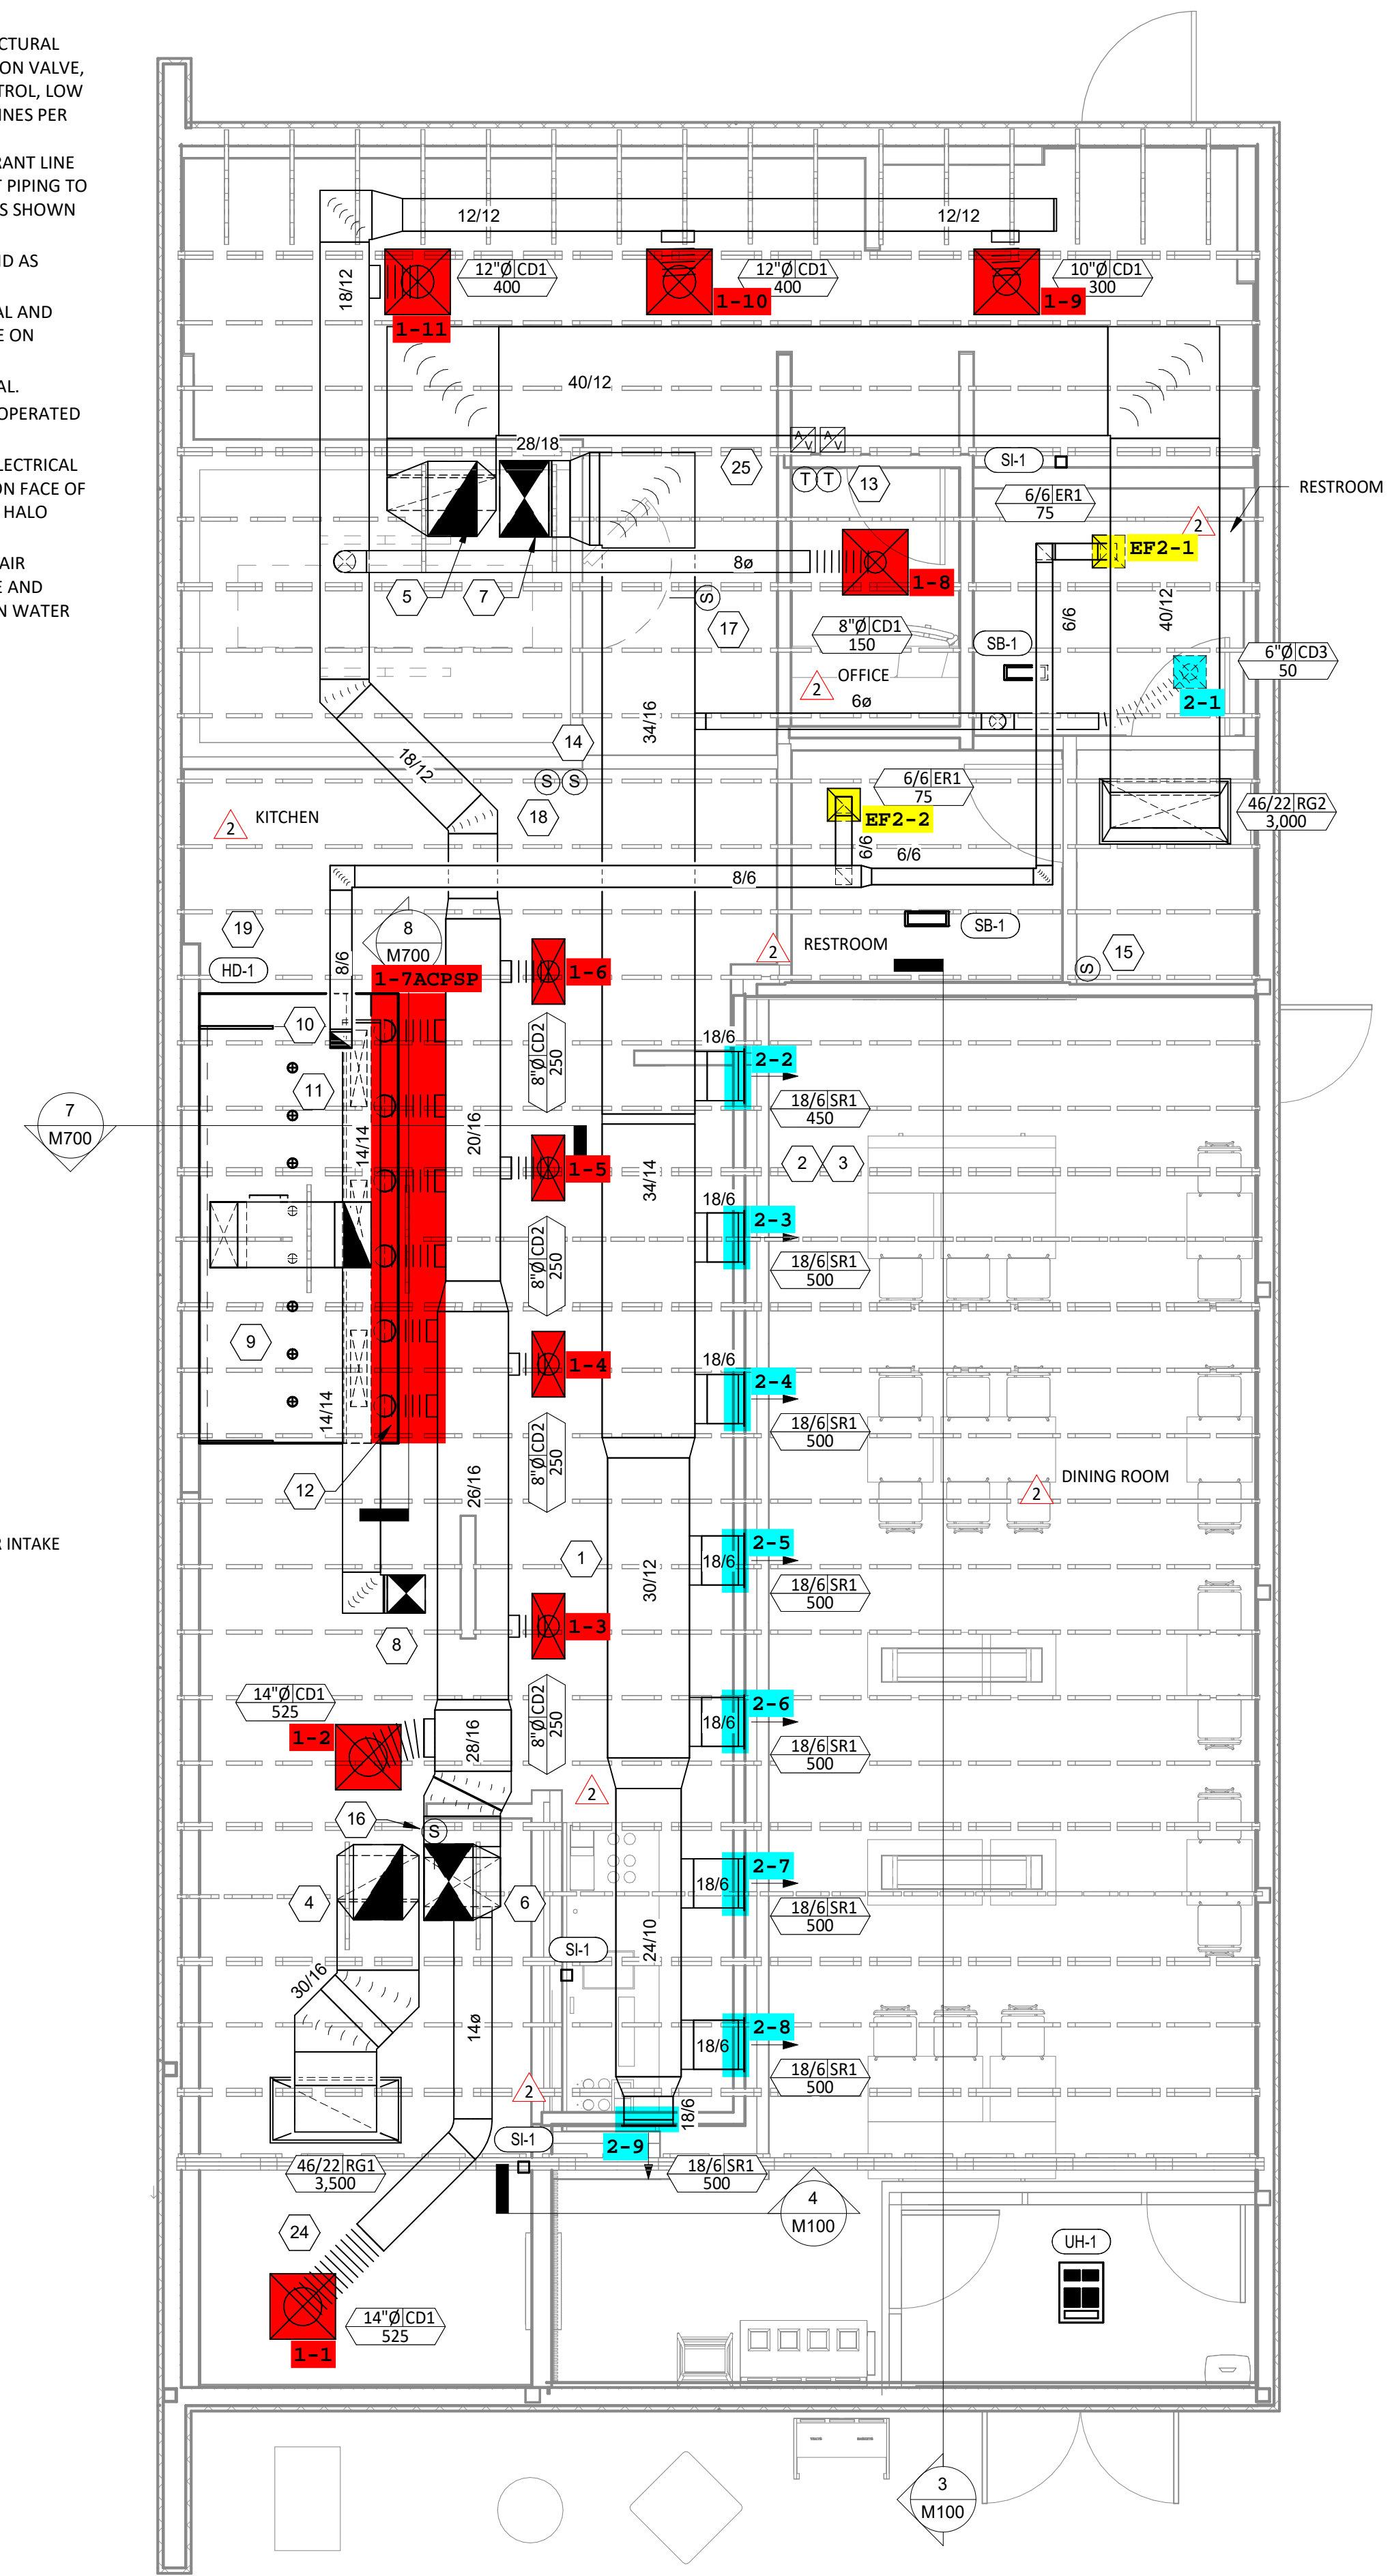 CTURAL
ON VALVE,
TROL, LOW
INES PER
RANT LINE
T PIPING TO
S SHOWN
ID AS
AL AND
E ON
AL.
OPERATED
LECTRICAL
ON FACE OF
HALO
AIR
E AND
N WATER
R INTAKE
12/12
12/12
18/12
12"Ø CD1
400
12"Ø CD1
400
10"Ø CD1
300
1-11
1-10
1-9
40/12
28/18
A/V
A/V
25
T
T
13
SI-1
6/6 ER1
75
RESTROOM
2
EF2-1
8ø
1-8
5
7
S
17
8"Ø CD1
150
SB-1
6/6
40/12
6"Ø CD3
50
2
OFFICE
6ø
2-1
34/16
14
18/12
S
S
18
6/6 ER1
75
46/22 RG2
3,000
2
KITCHEN
EF2-2
6/6
6/6
8/6
19
8
M700
SB-1
2
RESTROOM
HD-1
8/6
1-7ACPSP
1-6
S
15
10
11
8"Ø CD2
250
18/6
2-2
18/6 SR1
450
7
M700
14/14
20/16
1-5
34/14
2
3
18/6
2-3
8"Ø CD2
250
18/6 SR1
500
9
1-4
18/6
2-4
14/14
8"Ø CD2
250
18/6 SR1
500
DINING ROOM
2
12
26/16
1
30/12
18/6
2-5
18/6 SR1
500
1-3
8
14"Ø CD1
525
1-2
28/16
8"Ø CD2
250
18/6
2-6
18/6 SR1
500
2
16
S
4
6
18/6
2-7
18/6 SR1
500
24/10
SI-1
30/16
14ø
18/6
2-8
18/6 SR1
500
2
SI-1
2-9
18/6
46/22 RG1
3,500
18/6 SR1
500
4
M100
24
UH-1
14"Ø CD1
525
1-1
3
M100